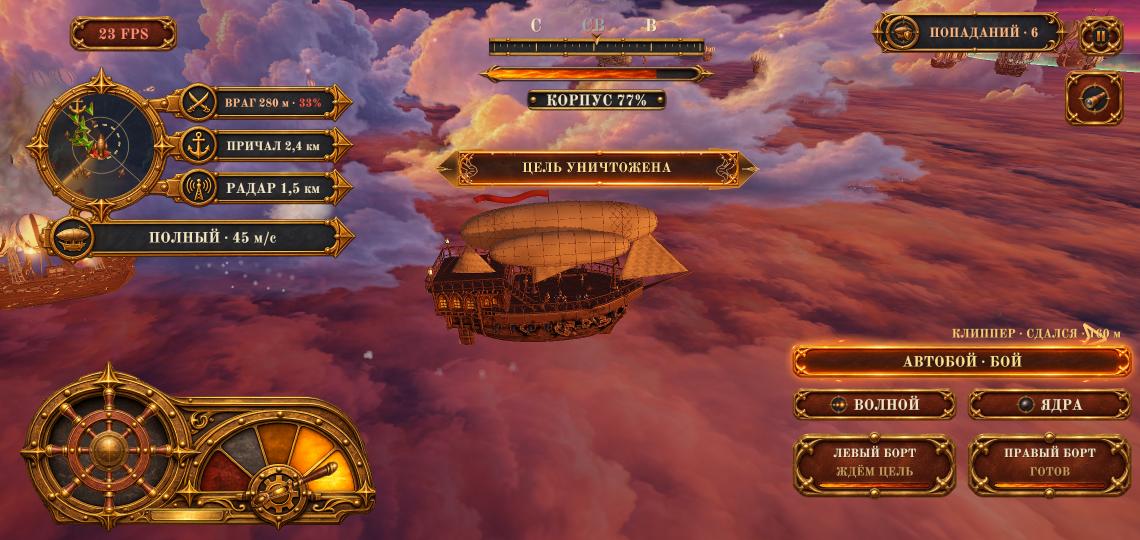 23 FPS
С СВ В
ПОПАДАНИЙ · 6
ВРАГ 280 м · 33%
КОРПУС 77%
ПРИЧАЛ 2,4 км
ЦЕЛЬ УНИЧТОЖЕНА
РАДАР 1,5 км
ПОЛНЫЙ · 45 м/с
КЛИППЕР · СДАЛСЯ · м
АВТОБОЙ · БОЙ
ВОЛНОЙ
ЯДРА
ЛЕВЫЙ БОРТ
ЖДЁМ ЦЕЛЬ
ПРАВЫЙ БОРТ
ГОТОВ